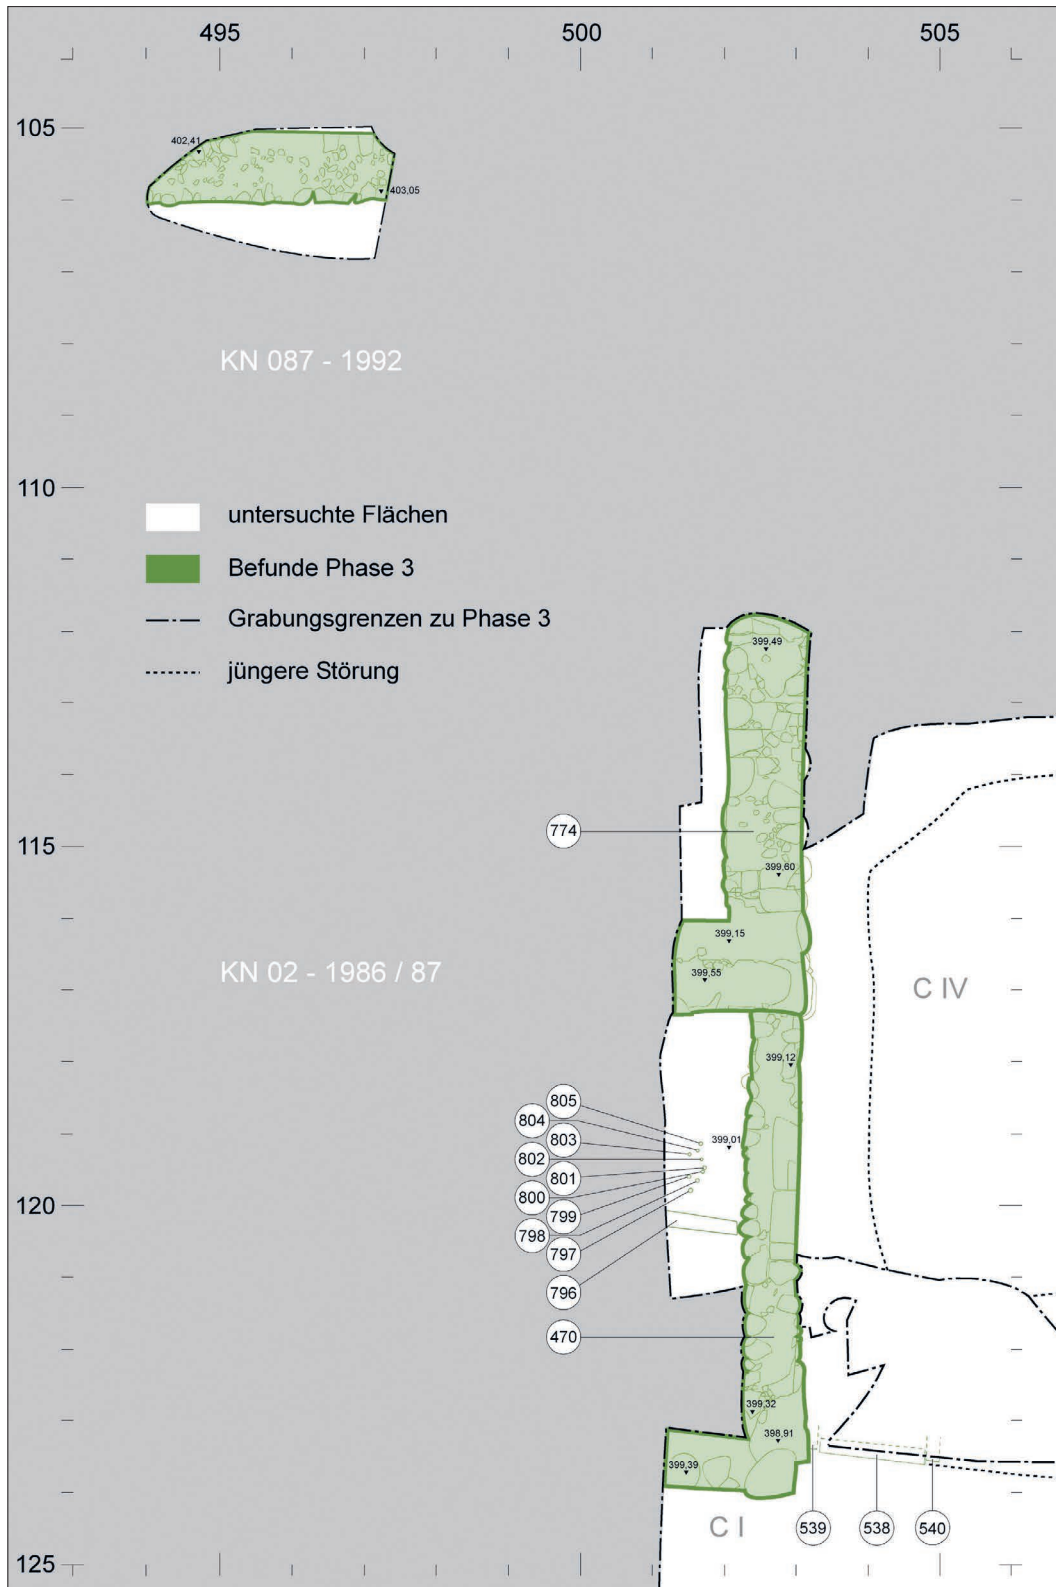 495 500 505
105
402,41
403,05
KN 087 - 1992
110
untersuchte Flächen
Befunde Phase 3
Grabungsgrenzen zu Phase 3
jüngere Störung
399,49
774
115
399,60
399,15
KN 02 - 1986 / 87
399,55
C IV
399,12
805
804
803
399,01
802
801
800
120
799
798
797
796
470
399,32
398,91
399,39
C I
539 538 540
125